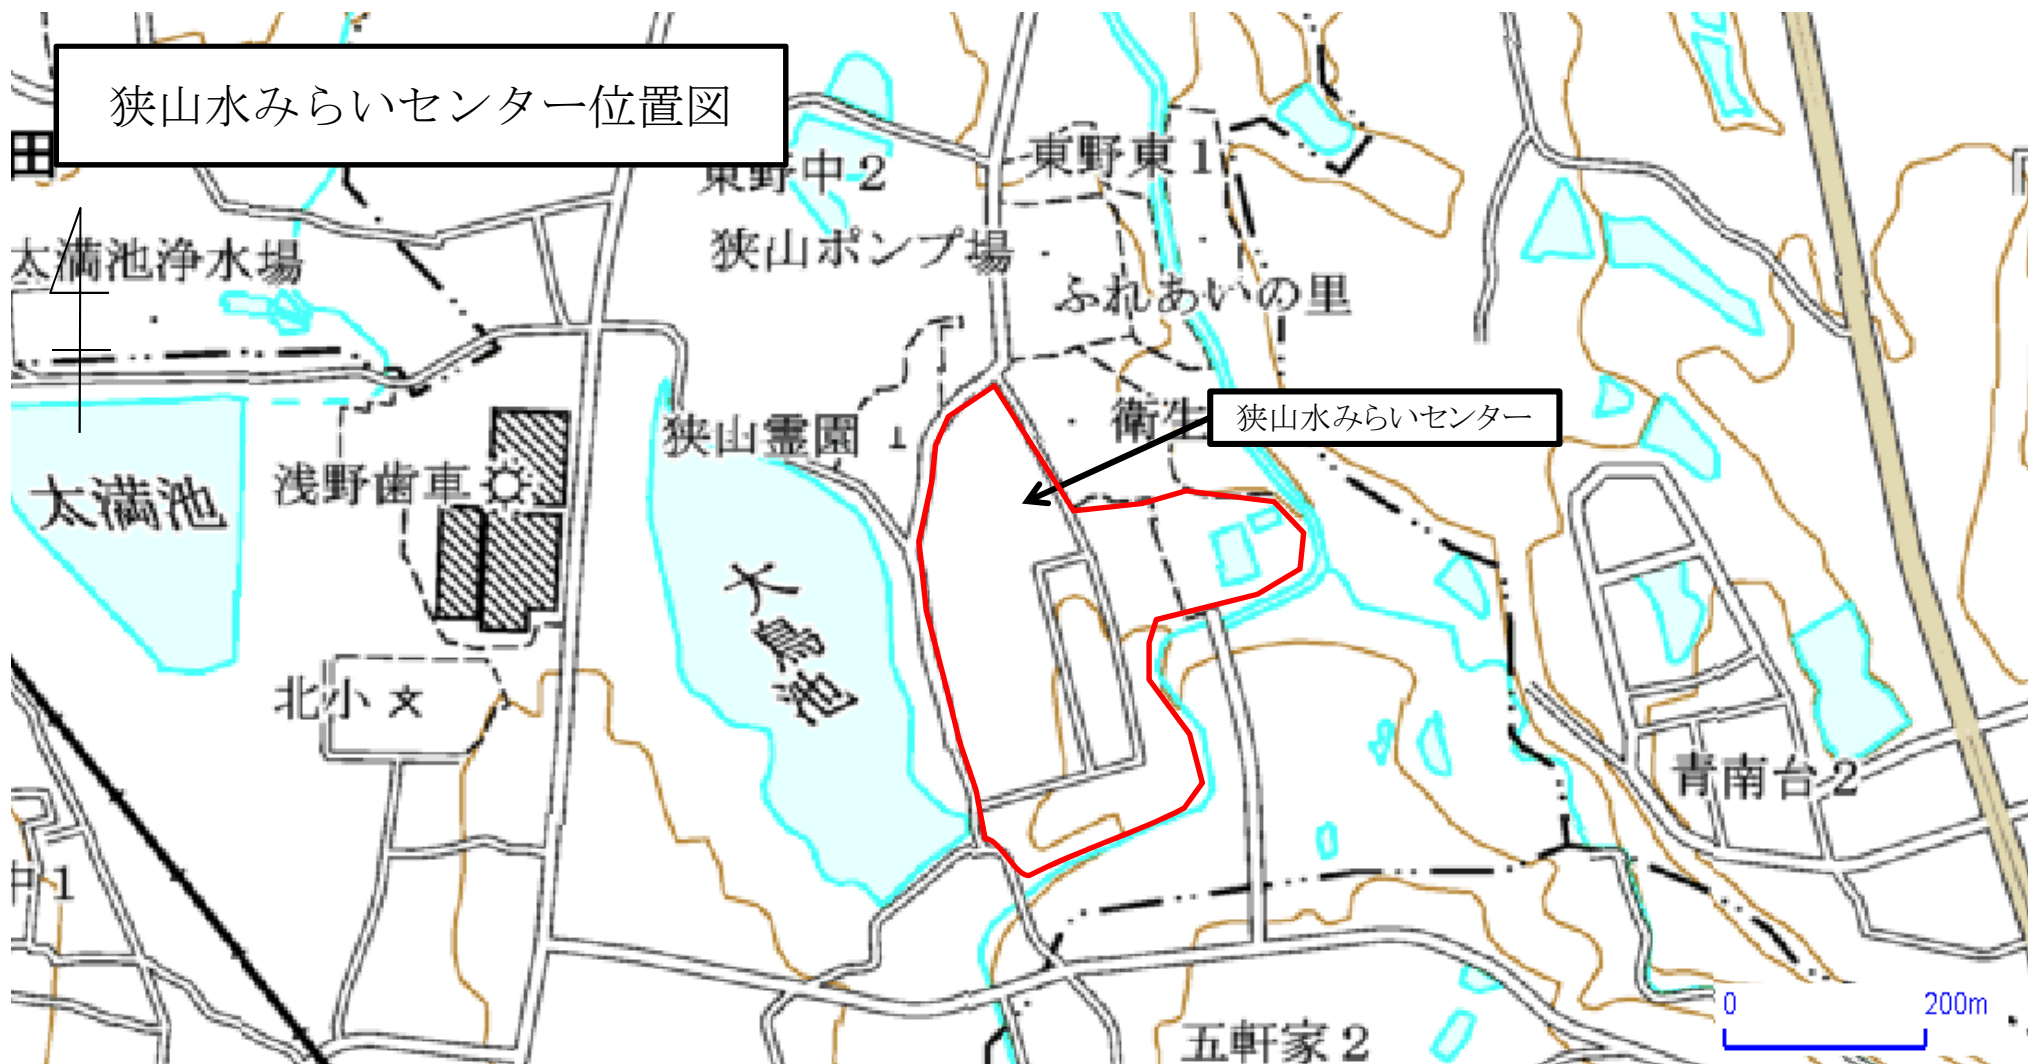 狭山水みらいセンター位置図
田
東野中2
東野東1
太満池浄水場
狭山ポンプ場
ふれあいの里
狭山霊園
衛生
狭山水みらいセンター
浅野歯車
太満池
大鳥池
北小
青南台2
中1
五軒家2
0 200m